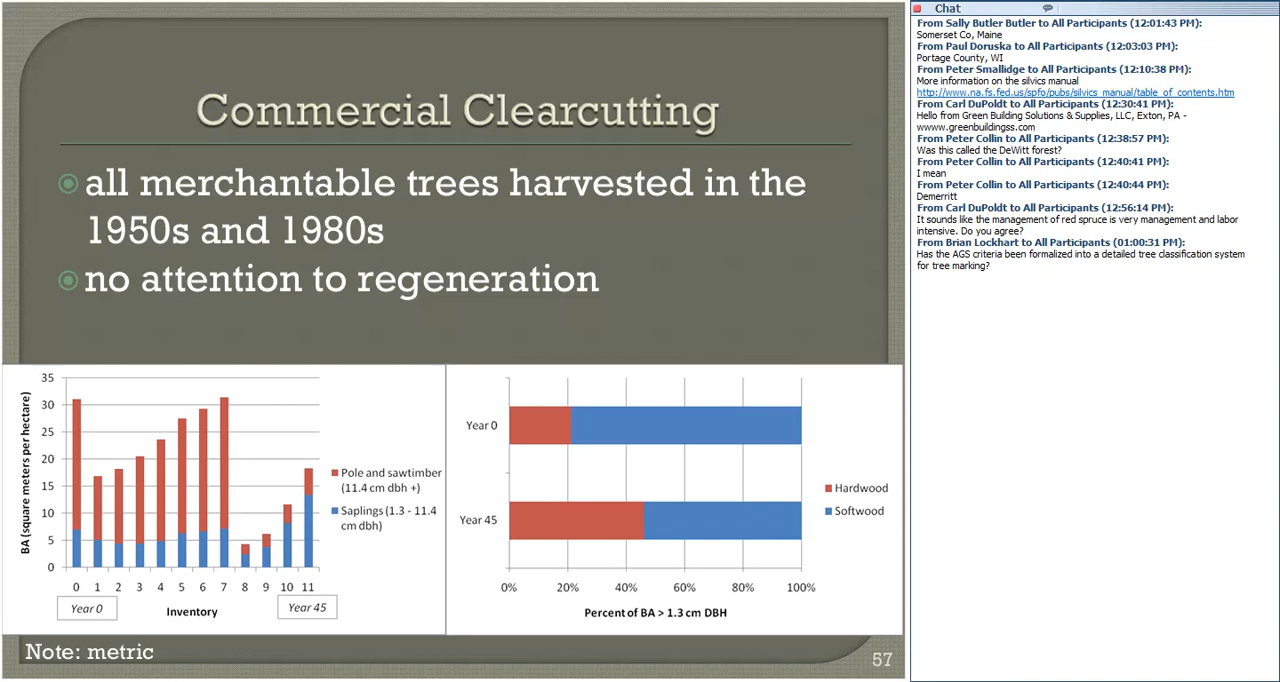 Commercial Clearcutting
all merchantable trees harvested in the
1950s and 1980s
no attention to regeneration
35
30
25
20
15
10
5
0
BA (square meters per hectare)
0 1 2 3 4 5 6 7 8 9 10 11
Year 0
Inventory
Year 45
Pole and sawtimber
(11.4 cm dbh +)
Saplings (1.3 - 11.4
cm dbh)
Year 0
Year 45
0% 20% 40% 60% 80% 100%
Percent of BA > 1.3 cm DBH
Hardwood
Softwood
Note: metric
57
Chat
From Sally Butler Butler to All Participants (12:01:43 PM):
Somerset Co, Maine
From Paul Doruska to All Participants (12:03:03 PM):
Portage County, WI
From Peter Smallidge to All Participants (12:10:38 PM):
More information on the silvics manual
http://www.na.fs.fed.us/spfo/pubs/silvics_manual/table_of_contents.htm
From Carl DuPoldt to All Participants (12:30:41 PM):
Hello from Green Building Solutions & Supplies, LLC, Exton, PA -
wwww.greenbuildingss.com
From Peter Collin to All Participants (12:38:57 PM):
Was this called the DeWitt forest?
From Peter Collin to All Participants (12:40:41 PM):
I mean
From Peter Collin to All Participants (12:40:44 PM):
Demerritt
From Carl DuPoldt to All Participants (12:56:14 PM):
It sounds like the management of red spruce is very management and labor
intensive. Do you agree?
From Brian Lockhart to All Participants (01:00:31 PM):
Has the AGS criteria been formalized into a detailed tree classification system
for tree marking?